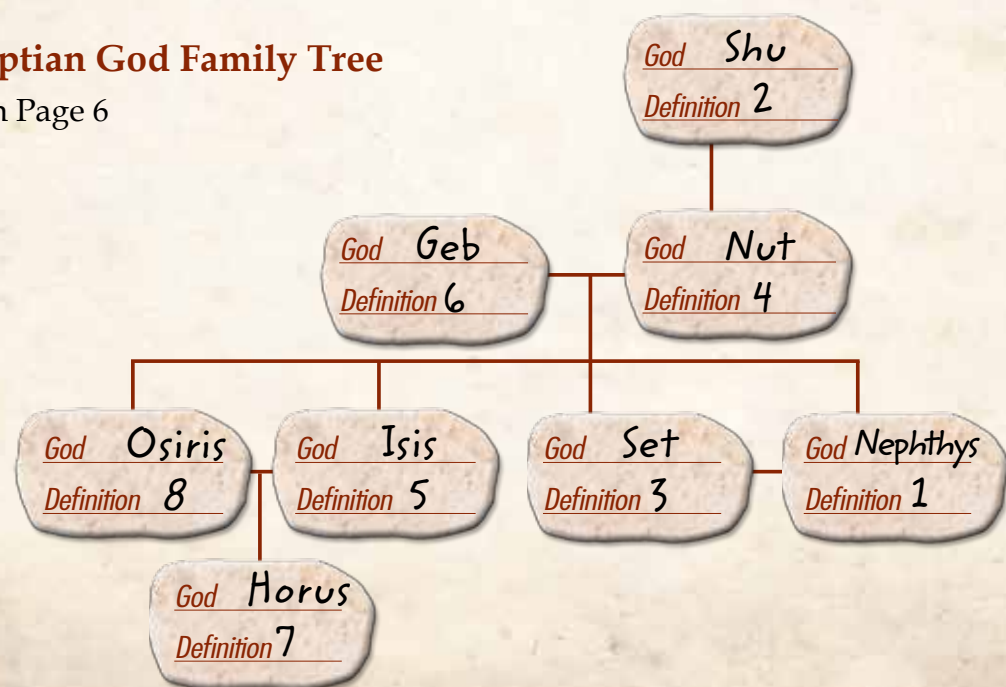 ptian God Family Tree
n Page 6
God Shu
Definition 2
God Geb
Definition 6
God Nut
Definition 4
God Osiris
Definition 8
God Isis
Definition 5
God Set
Definition 3
God Nephthys
Definition 1
God Horus
Definition 7